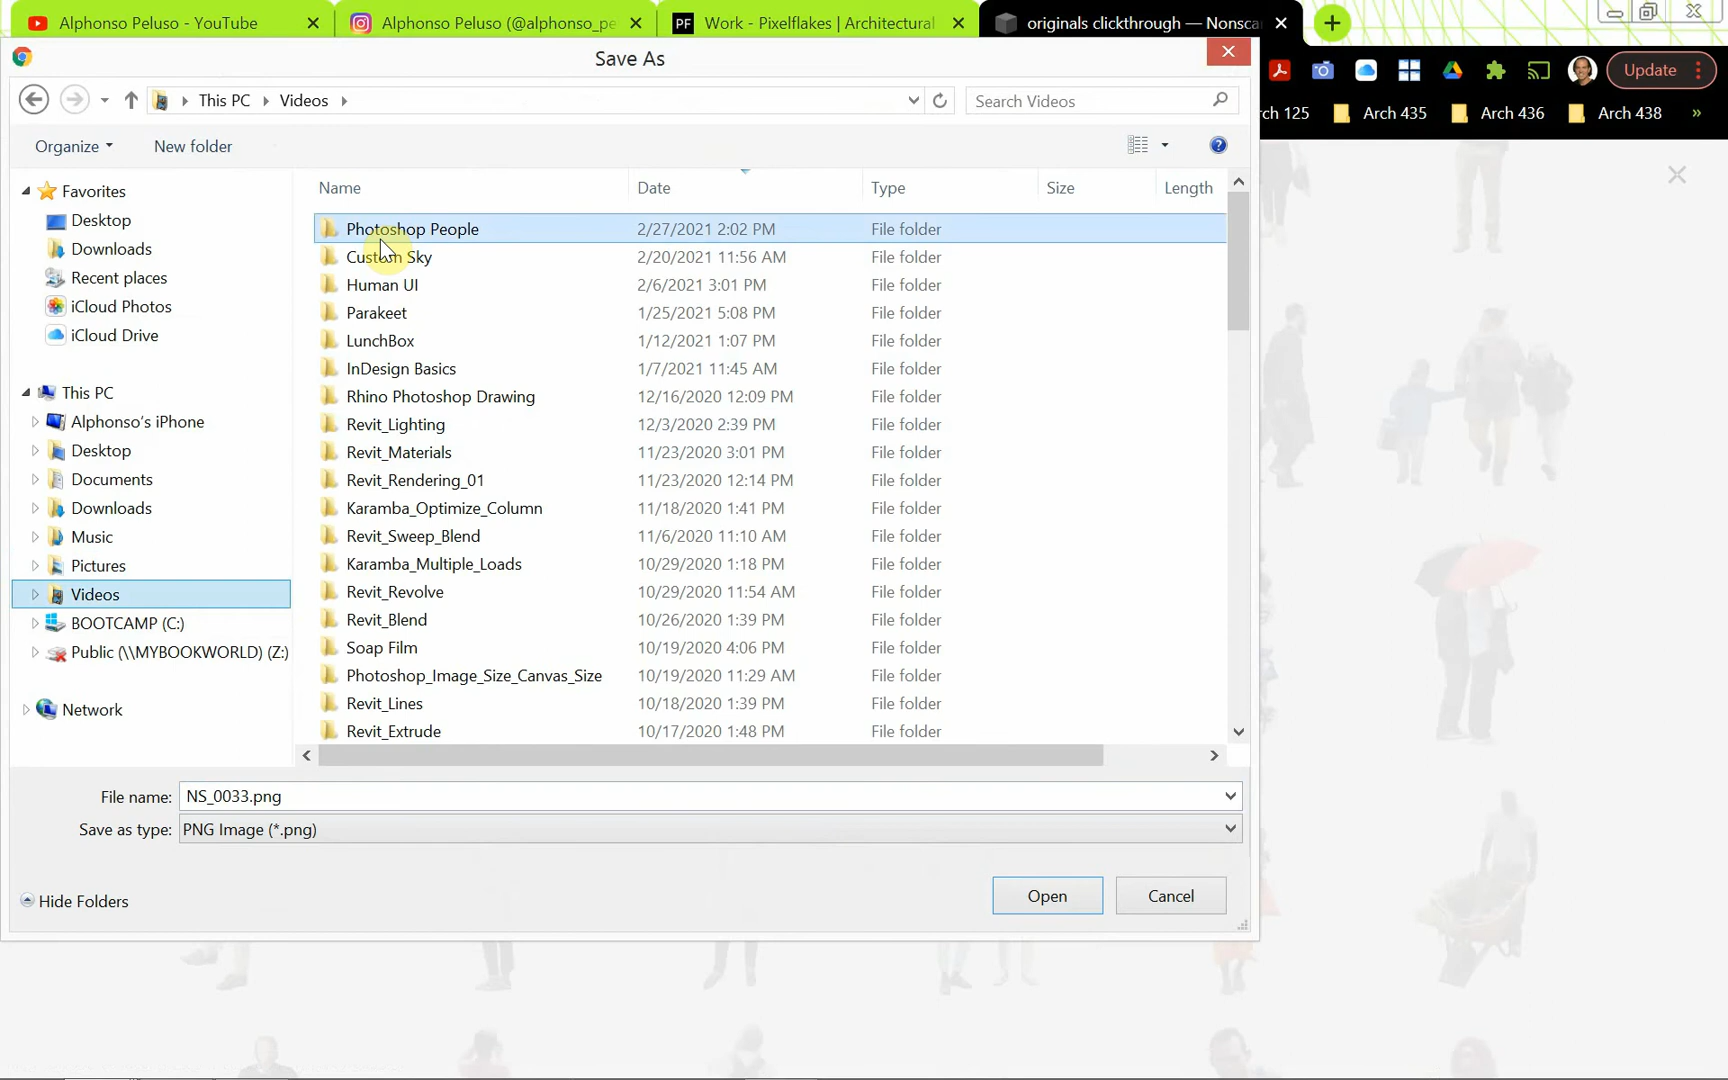 Alphonso Peluso - YouTube
Alphonso Peluso (@alphonso_pe
PF Work - Pixelflakes | Architectural
originals clickthrough — Nonsca
Save As
Update
This PC Videos
Search Videos
ch 125 Arch 435 Arch 436 Arch 438 »
Organize New folder
Name Date Type Size Length
Favorites
Desktop
Downloads
Recent places
iCloud Photos
iCloud Drive
This PC
Alphonso's iPhone
Desktop
Documents
Downloads
Music
Pictures
Videos
BOOTCAMP (C:)
Public (\\MYBOOKWORLD) (Z:)
Network
Photoshop People 2/27/2021 2:02 PM File folder
Custom Sky 2/20/2021 11:56 AM File folder
Human UI 2/6/2021 3:01 PM File folder
Parakeet 1/25/2021 5:08 PM File folder
LunchBox 1/12/2021 1:07 PM File folder
InDesign Basics 1/7/2021 11:45 AM File folder
Rhino Photoshop Drawing 12/16/2020 12:09 PM File folder
Revit_Lighting 12/3/2020 2:39 PM File folder
Revit_Materials 11/23/2020 3:01 PM File folder
Revit_Rendering_01 11/23/2020 12:14 PM File folder
Karamba_Optimize_Column 11/18/2020 1:41 PM File folder
Revit_Sweep_Blend 11/6/2020 11:10 AM File folder
Karamba_Multiple_Loads 10/29/2020 1:18 PM File folder
Revit_Revolve 10/29/2020 11:54 AM File folder
Revit_Blend 10/26/2020 1:39 PM File folder
Soap Film 10/19/2020 4:06 PM File folder
Photoshop_Image_Size_Canvas_Size 10/19/2020 11:29 AM File folder
Revit_Lines 10/18/2020 1:39 PM File folder
Revit_Extrude 10/17/2020 1:48 PM File folder
File name: NS_0033.png
Save as type: PNG Image (*.png)
Hide Folders
Open Cancel